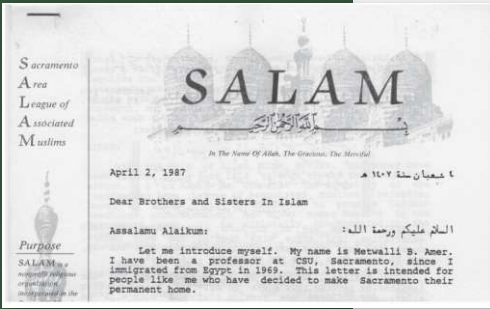 Sacramento
Area
League of
Associated
Muslims
SALAM
بسم الله الرحمن الرحيم
In The Name Of Allah, The Gracious, The Merciful
April 2, 1987
٤ شعبان سنة ١٤٠٧ هـ
Dear Brothers and Sisters In Islam
Assalamu Alaikum:
السلام عليكم ورحمة الله:
Let me introduce myself. My name is Metwalli B. Amer.
I have been a professor at CSU, Sacramento, since I
immigrated from Egypt in 1969. This letter is intended for
people like me who have decided to make Sacramento their
permanent home.
Purpose
SALAM is a
nonprofit religious
organization
incorporated in the